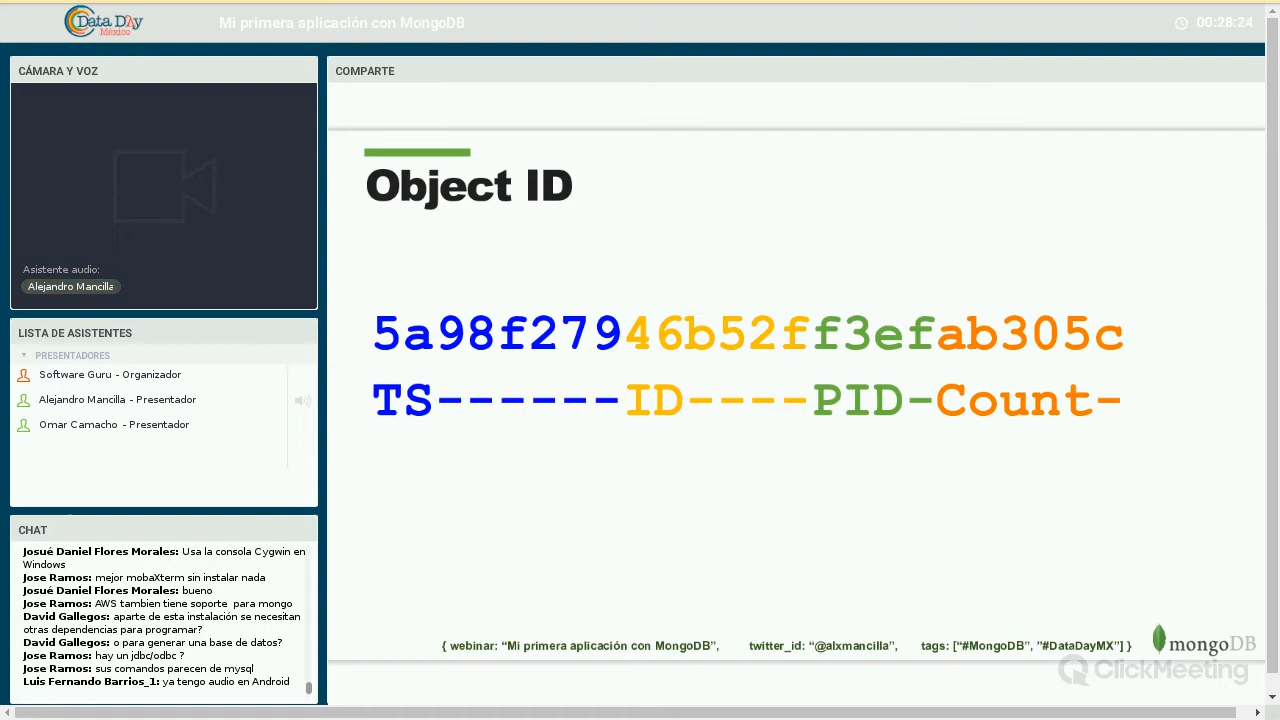 Data Day
México
Mi primera aplicación con MongoDB
00:28:24
CÁMARA Y VOZ
Asistente audio:
Alejandro Mancilla
LISTA DE ASISTENTES
PRESENTADORES
Software Guru - Organizador
Alejandro Mancilla - Presentador
Omar Camacho - Presentador
CHAT
Josué Daniel Flores Morales: Usa la consola Cygwin en
Windows
Jose Ramos: mejor mobaXterm sin instalar nada
Josué Daniel Flores Morales: bueno
Jose Ramos: AWS tambien tiene soporte para mongo
David Gallegos: aparte de esta instalación se necesitan
otras dependencias para programar?
David Gallegos: o para generar una base de datos?
Jose Ramos: hay un jdbc/odbc ?
Jose Ramos: sus comandos parecen de mysql
Luis Fernando Barrios_1: ya tengo audio en Android
COMPARTE
Object ID
5a98f27946b52ff3efab305c
TS------ID----PID-Count-
{ webinar: “Mi primera aplicación con MongoDB”, twitter_id: “@alxmancilla”, tags: [“#MongoDB”, ”#DataDayMX”] }
mongoDB
ClickMeeting